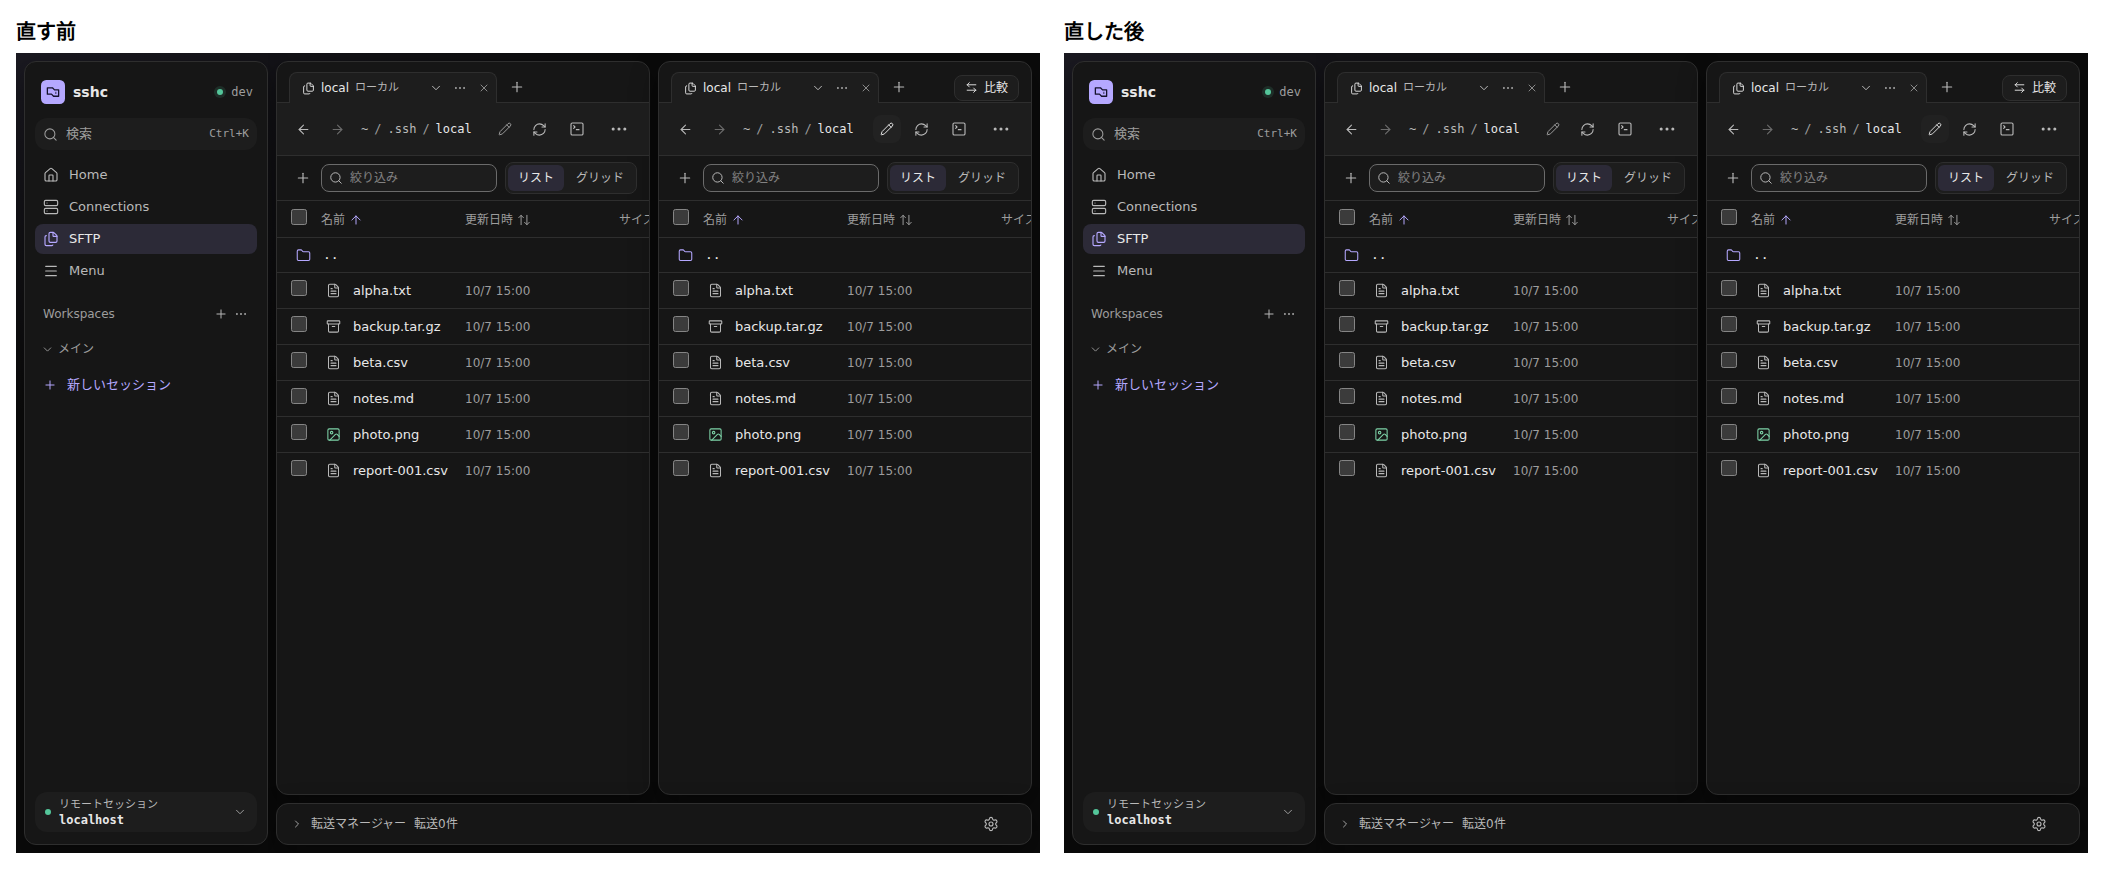 直す前
sshc dev
検索 Ctrl+K
Home
Connections
SFTP
Menu
Workspaces
メイン
新しいセッション
リモートセッション
localhost
local ローカル
~ / .ssh / local
絞り込み リスト グリッド
名前 更新日時 サイズ
..
alpha.txt 10/7 15:00
backup.tar.gz 10/7 15:00
beta.csv 10/7 15:00
notes.md 10/7 15:00
photo.png 10/7 15:00
report-001.csv 10/7 15:00
local ローカル 比較
~ / .ssh / local
絞り込み リスト グリッド
名前 更新日時 サイズ
..
alpha.txt 10/7 15:00
backup.tar.gz 10/7 15:00
beta.csv 10/7 15:00
notes.md 10/7 15:00
photo.png 10/7 15:00
report-001.csv 10/7 15:00
転送マネージャー 転送0件
直した後
sshc dev
検索 Ctrl+K
Home
Connections
SFTP
Menu
Workspaces
メイン
新しいセッション
リモートセッション
localhost
local ローカル
~ / .ssh / local
絞り込み リスト グリッド
名前 更新日時 サイズ
..
alpha.txt 10/7 15:00
backup.tar.gz 10/7 15:00
beta.csv 10/7 15:00
notes.md 10/7 15:00
photo.png 10/7 15:00
report-001.csv 10/7 15:00
local ローカル 比較
~ / .ssh / local
絞り込み リスト グリッド
名前 更新日時 サイズ
..
alpha.txt 10/7 15:00
backup.tar.gz 10/7 15:00
beta.csv 10/7 15:00
notes.md 10/7 15:00
photo.png 10/7 15:00
report-001.csv 10/7 15:00
転送マネージャー 転送0件